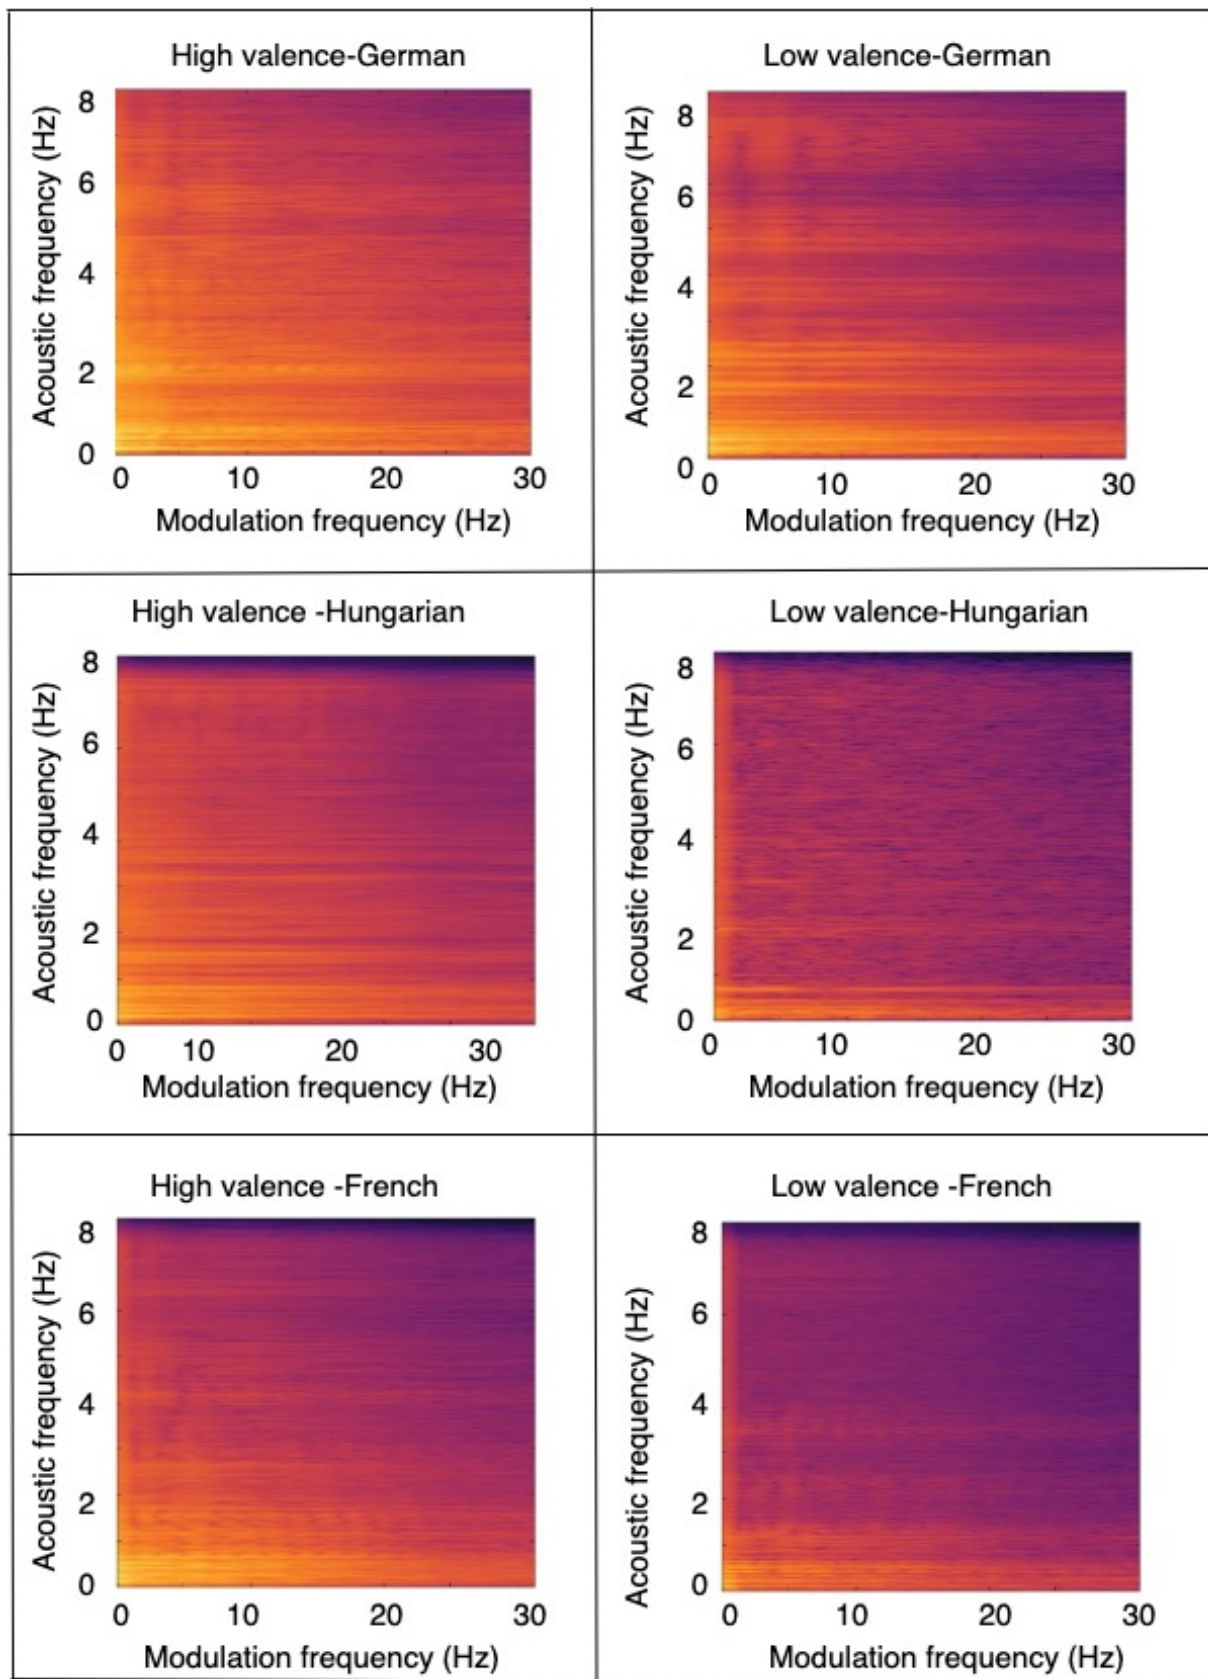 High valence-German
Acoustic frequency (Hz)
8
6
4
2
0
0 10 20 30
Modulation frequency (Hz)
Low valence-German
Acoustic frequency (Hz)
8
6
4
2
0
0 10 20 30
Modulation frequency (Hz)
High valence -Hungarian
Acoustic frequency (Hz)
8
6
4
2
0
0 10 20 30
Modulation frequency (Hz)
Low valence-Hungarian
Acoustic frequency (Hz)
8
6
4
2
0
0 10 20 30
Modulation frequency (Hz)
High valence -French
Acoustic frequency (Hz)
8
6
4
2
0
0 10 20 30
Modulation frequency (Hz)
Low valence -French
Acoustic frequency (Hz)
8
6
4
2
0
0 10 20 30
Modulation frequency (Hz)